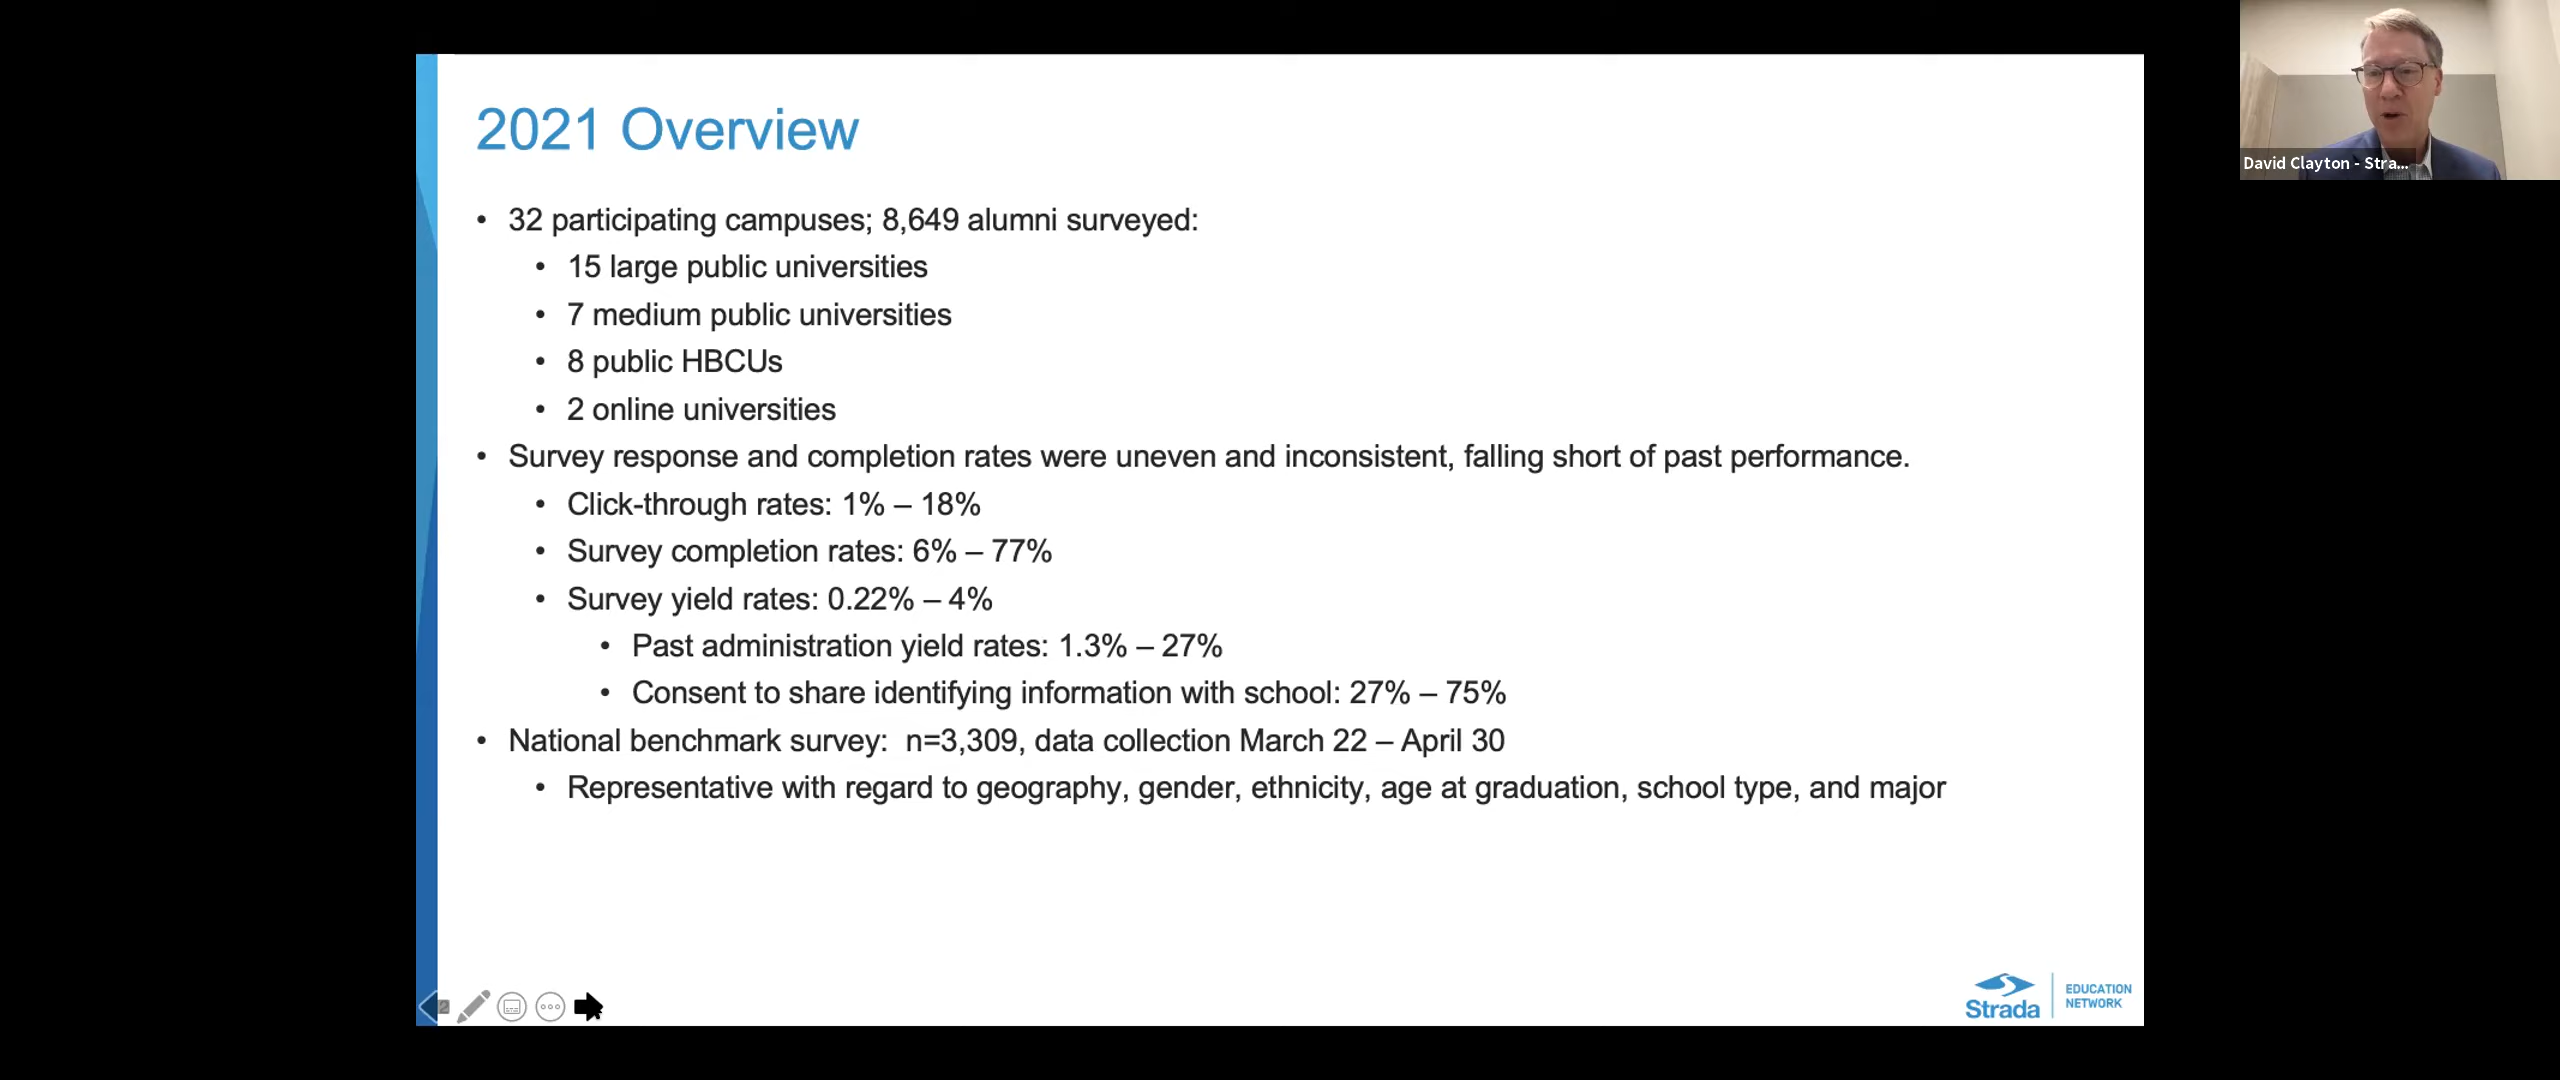 2021 Overview
• 32 participating campuses; 8,649 alumni surveyed:
• 15 large public universities
• 7 medium public universities
• 8 public HBCUs
• 2 online universities
• Survey response and completion rates were uneven and inconsistent, falling short of past performance.
• Click-through rates: 1% – 18%
• Survey completion rates: 6% – 77%
• Survey yield rates: 0.22% – 4%
• Past administration yield rates: 1.3% – 27%
• Consent to share identifying information with school: 27% – 75%
• National benchmark survey: n=3,309, data collection March 22 – April 30
• Representative with regard to geography, gender, ethnicity, age at graduation, school type, and major
David Clayton - Stra...
Strada
EDUCATION
NETWORK